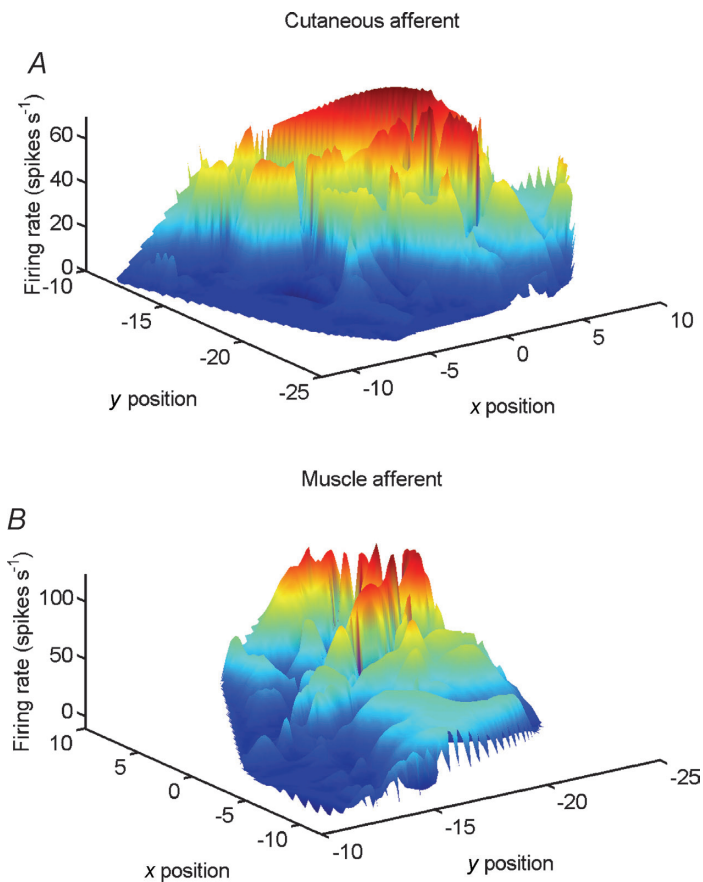 Cutaneous afferent
A
Firing rate (spikes s⁻¹)
60
40
20
0
-10
-15
-20
-25
y position
-10
-5
0
5
10
x position
Muscle afferent
B
Firing rate (spikes s⁻¹)
100
50
0
10
5
0
-5
-10
x position
-10
-15
-20
-25
y position